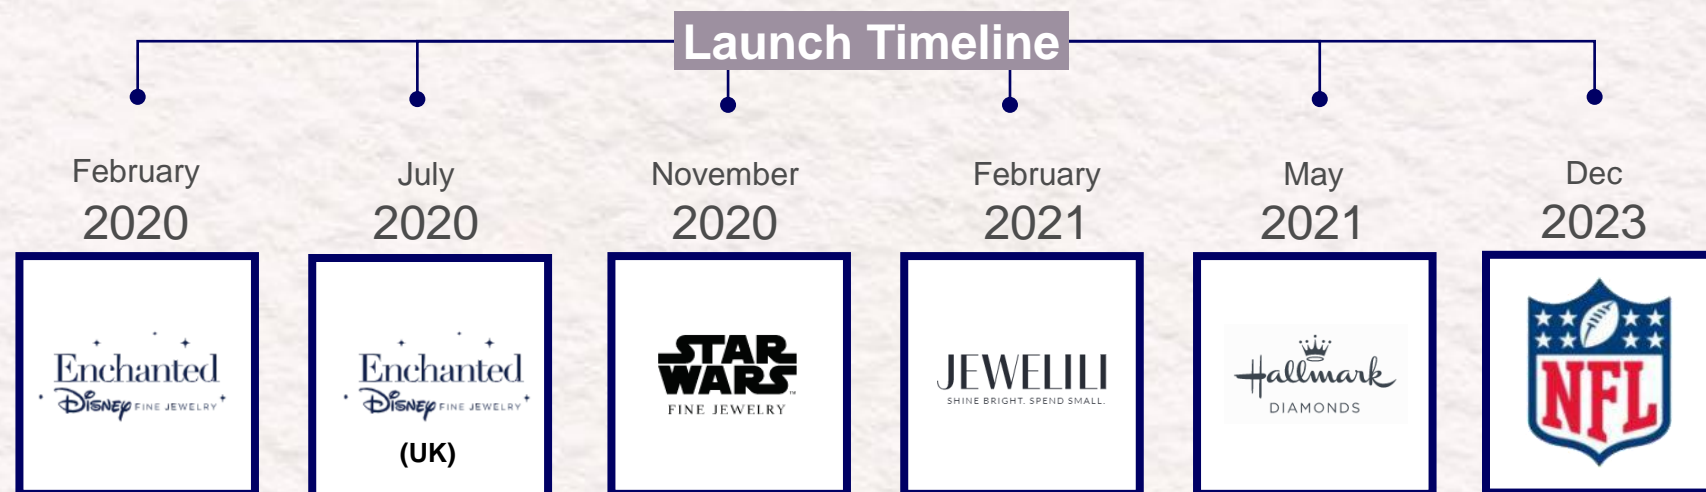 Launch Timeline
February
2020
Enchanted
Disney FINE JEWELRY
July
2020
Enchanted
Disney FINE JEWELRY
(UK)
November
2020
STAR
WARS
FINE JEWELRY
February
2021
JEWELILI
SHINE BRIGHT. SPEND SMALL.
May
2021
Hallmark
DIAMONDS
Dec
2023
NFL